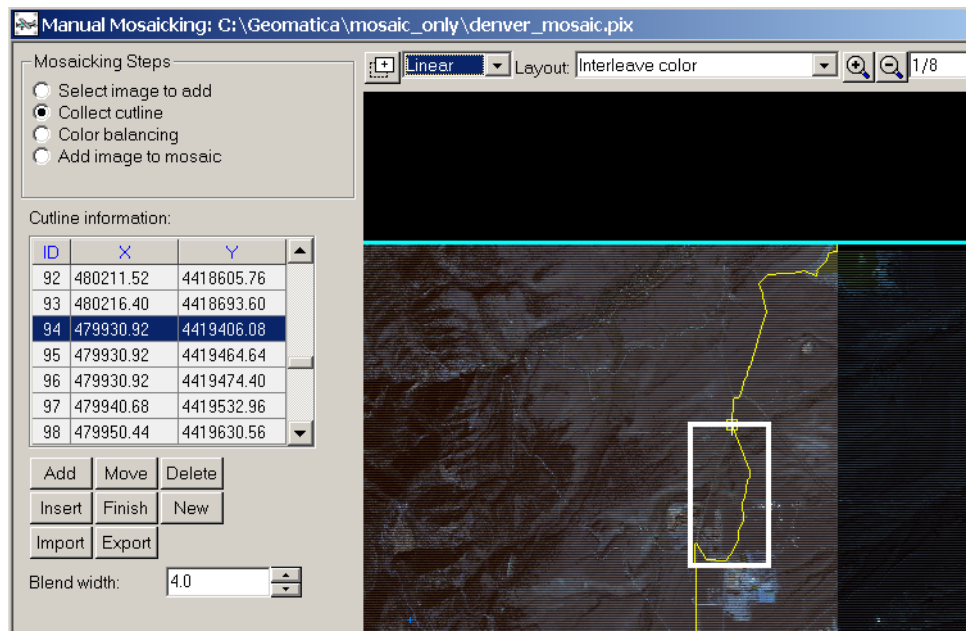 Manual Mosaicking: C:\Geomatica\mosaic_only\denver_mosaic.pix
Mosaicking Steps
Select image to add
Collect cutline
Color balancing
Add image to mosaic
Linear Layout: Interleave color 1/8
Cutline information:
ID X Y
92 480211.52 4418605.76
93 480216.40 4418693.60
94 479930.92 4419406.08
95 479930.92 4419464.64
96 479930.92 4419474.40
97 479940.68 4419532.96
98 479950.44 4419630.56
Add Move Delete
Insert Finish New
Import Export
Blend width: 4.0